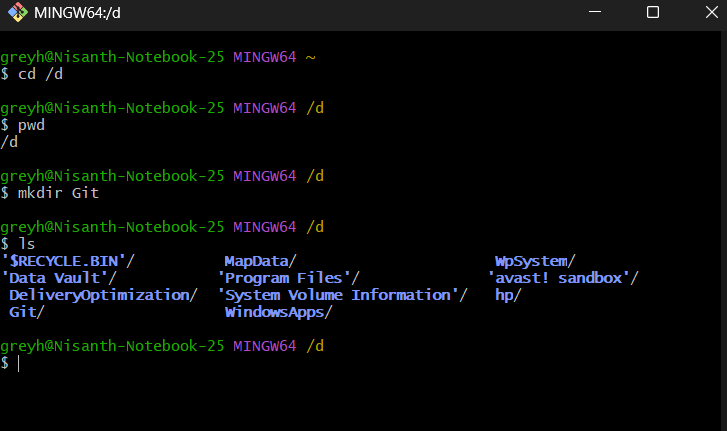 MINGW64:/d
greyh@Nisanth-Notebook-25 MINGW64 ~
$ cd /d
greyh@Nisanth-Notebook-25 MINGW64 /d
$ pwd
/d
greyh@Nisanth-Notebook-25 MINGW64 /d
$ mkdir Git
greyh@Nisanth-Notebook-25 MINGW64 /d
$ ls
'$RECYCLE.BIN'/ MapData/ WpSystem/
'Data Vault'/ 'Program Files'/ 'avast! sandbox'/
DeliveryOptimization/ 'System Volume Information'/ hp/
Git/ WindowsApps/
greyh@Nisanth-Notebook-25 MINGW64 /d
$